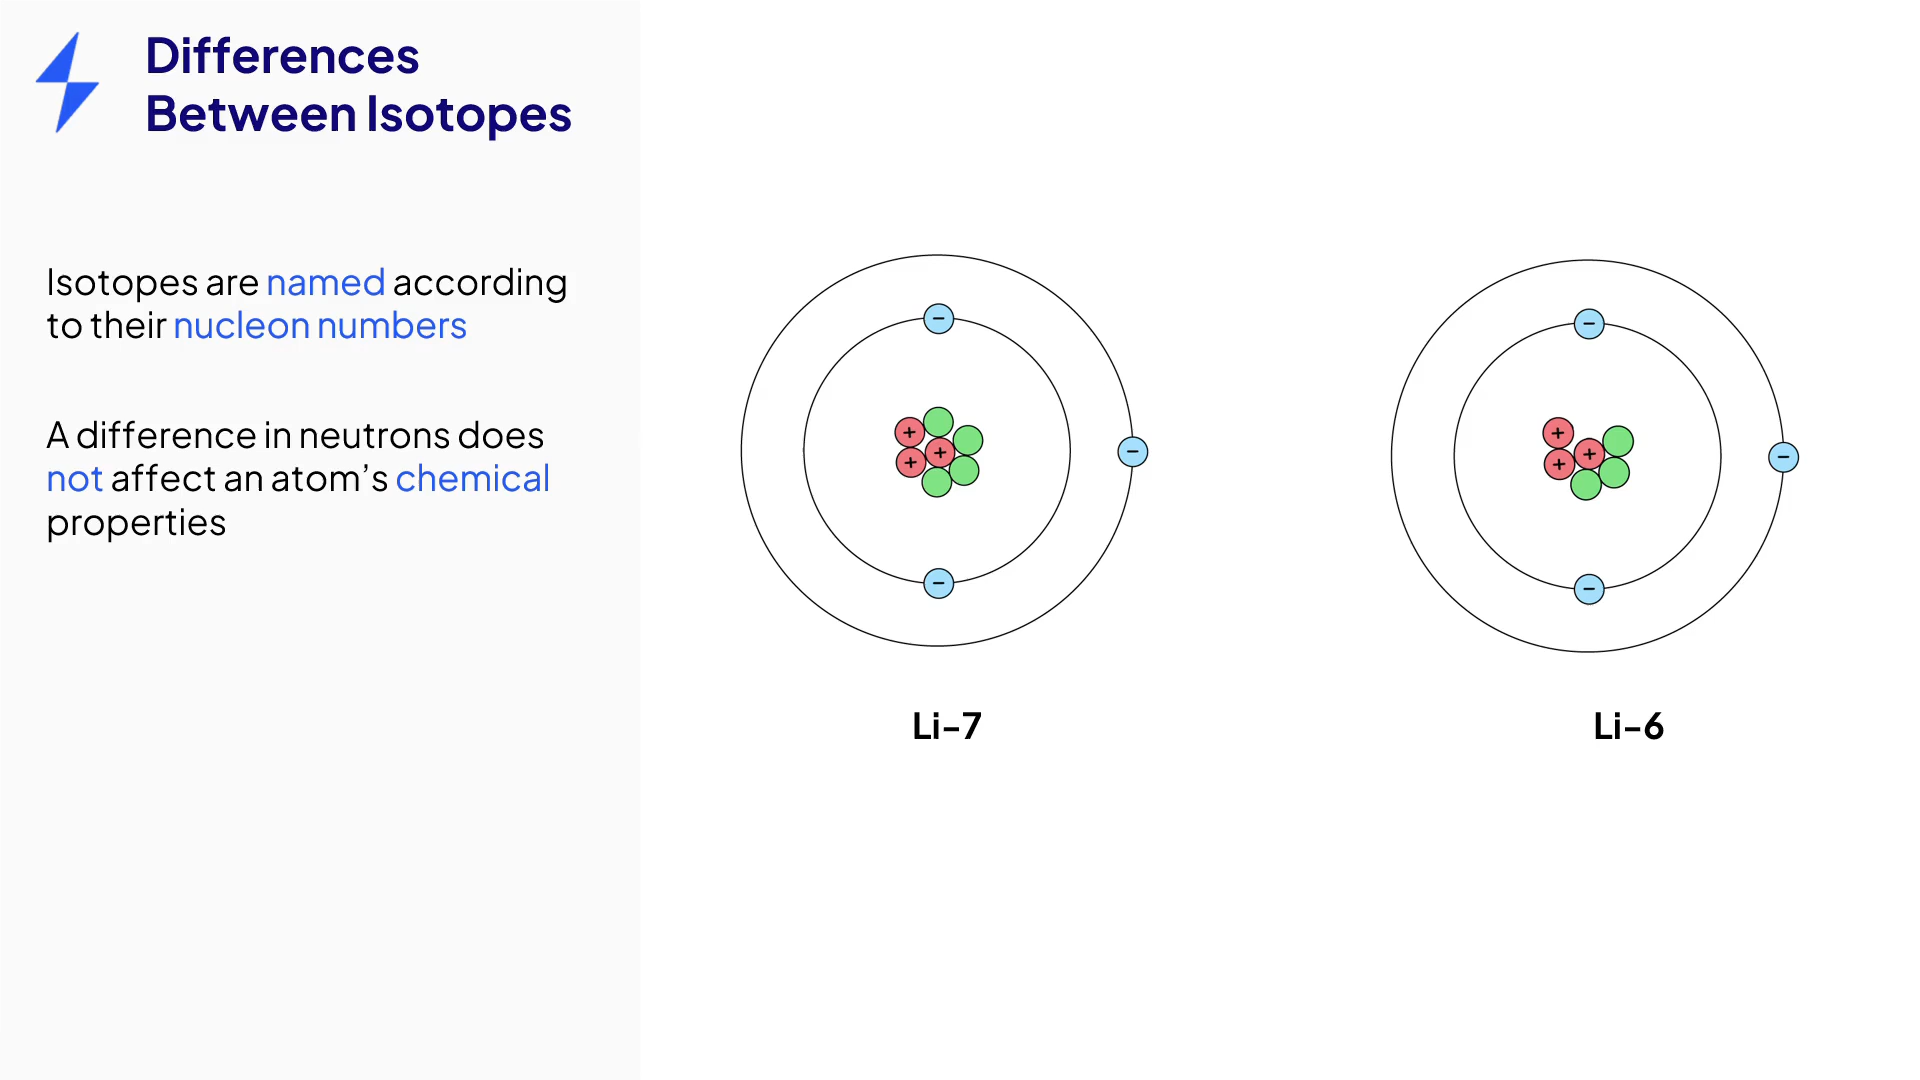 Differences
Between Isotopes
Isotopes are named according
to their nucleon numbers
A difference in neutrons does
not affect an atom’s chemical
properties
−
−
−
+
+
+
Li-7
−
−
−
+
+
+
Li-6